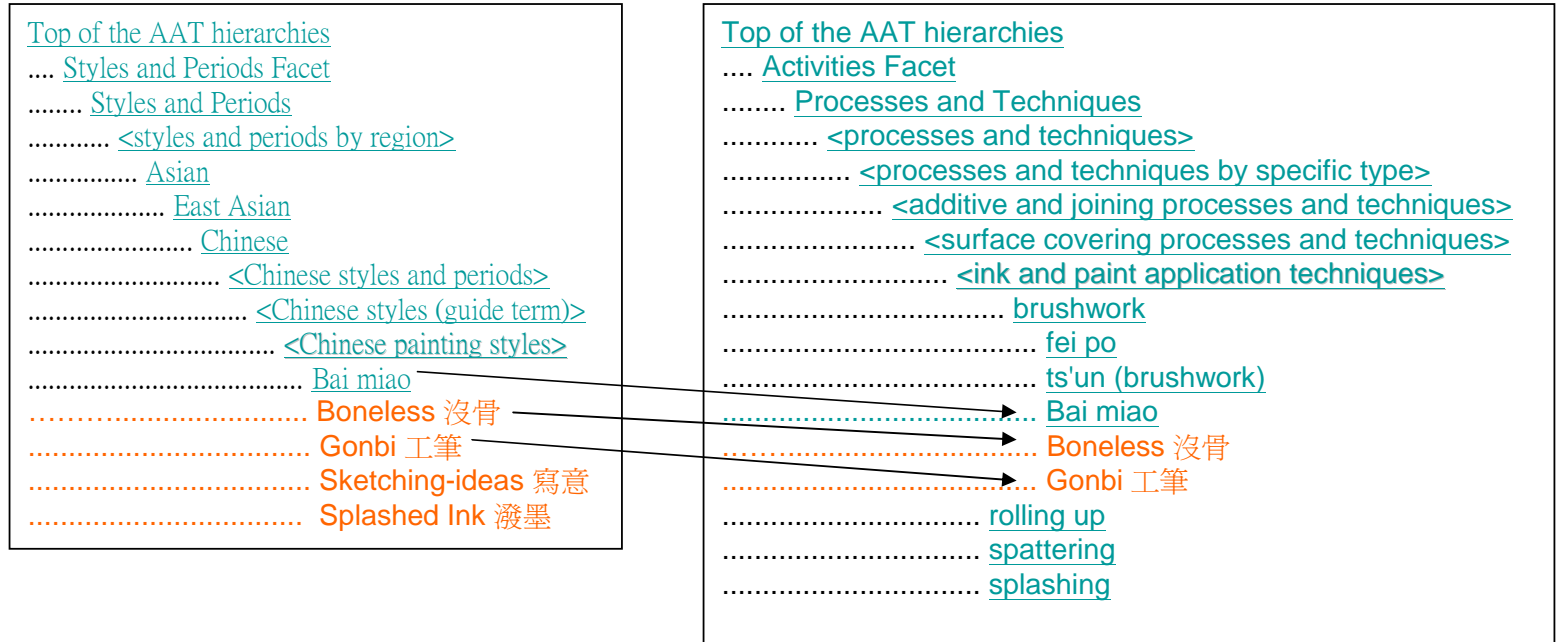 Top of the AAT hierarchies
.... Styles and Periods Facet
........ Styles and Periods
............ <styles and periods by region>
................ Asian
.................... East Asian
........................ Chinese
............................ <Chinese styles and periods>
................................ <Chinese styles (guide term)>
.................................... <Chinese painting styles>
........................................ Bai miao
........................................ Boneless 沒骨
........................................ Gonbi 工筆
........................................ Sketching-ideas 寫意
........................................ Splashed Ink 潑墨
Top of the AAT hierarchies
.... Activities Facet
........ Processes and Techniques
............ <processes and techniques>
................ <processes and techniques by specific type>
.................... <additive and joining processes and techniques>
........................ <surface covering processes and techniques>
............................ <ink and paint application techniques>
................................... brushwork
....................................... fei po
....................................... ts'un (brushwork)
....................................... Bai miao
....................................... Boneless 沒骨
....................................... Gonbi 工筆
................................ rolling up
................................ spattering
................................ splashing